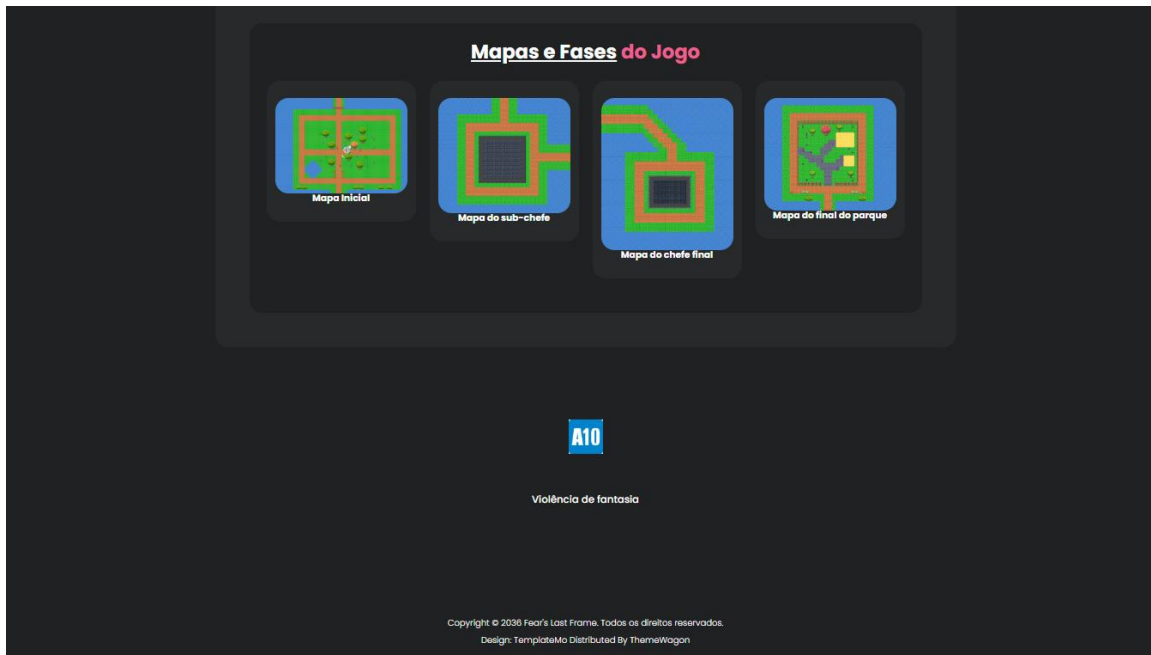 Mapas e Fases do Jogo
Mapa Inicial
Mapa do sub-chefe
Mapa do chefe final
Mapa do final do parque
A10
Violência de fantasia
Copyright © 2036 Fear's Last Frame. Todos os direitos reservados.
Design: TemplateMo Distributed By ThemeWagon